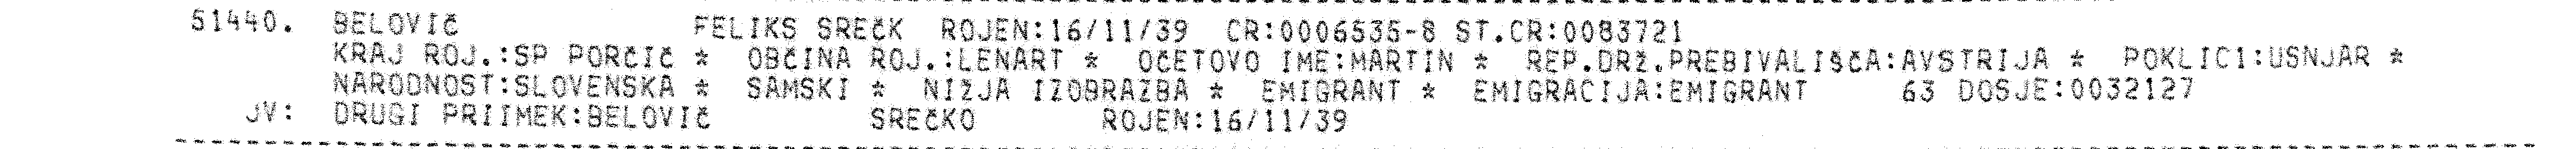 51440. BELOVIČ FELIKS SREČK ROJEN:16/11/39 CR:0006535-8 ST.CR:0083721
KRAJ ROJ.:SP PORČIČ * OBČINA ROJ.:LENART * OČETOVO IME:MARTIN * REP.DRŽ.PREBIVALIŠČA:AVSTRIJA * POKLIC1:USNJAR *
NARODNOST:SLOVENSKA * SAMSKI * NIŽJA IZOBRAZBA * EMIGRANT * EMIGRACIJA:EMIGRANT 63 DOSJE:0032127
JV: DRUGI PRIIMEK:BELOVIČ SREČKO ROJEN:16/11/39